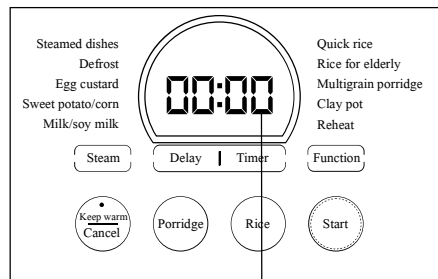 Steamed dishes
Defrost
Egg custard
Sweet potato/corn
Milk/soy milk
00:00
Quick rice
Rice for elderly
Multigrain porridge
Clay pot
Reheat
Steam
Delay | Timer
Function
Keep warm
Cancel
Porridge
Rice
Start